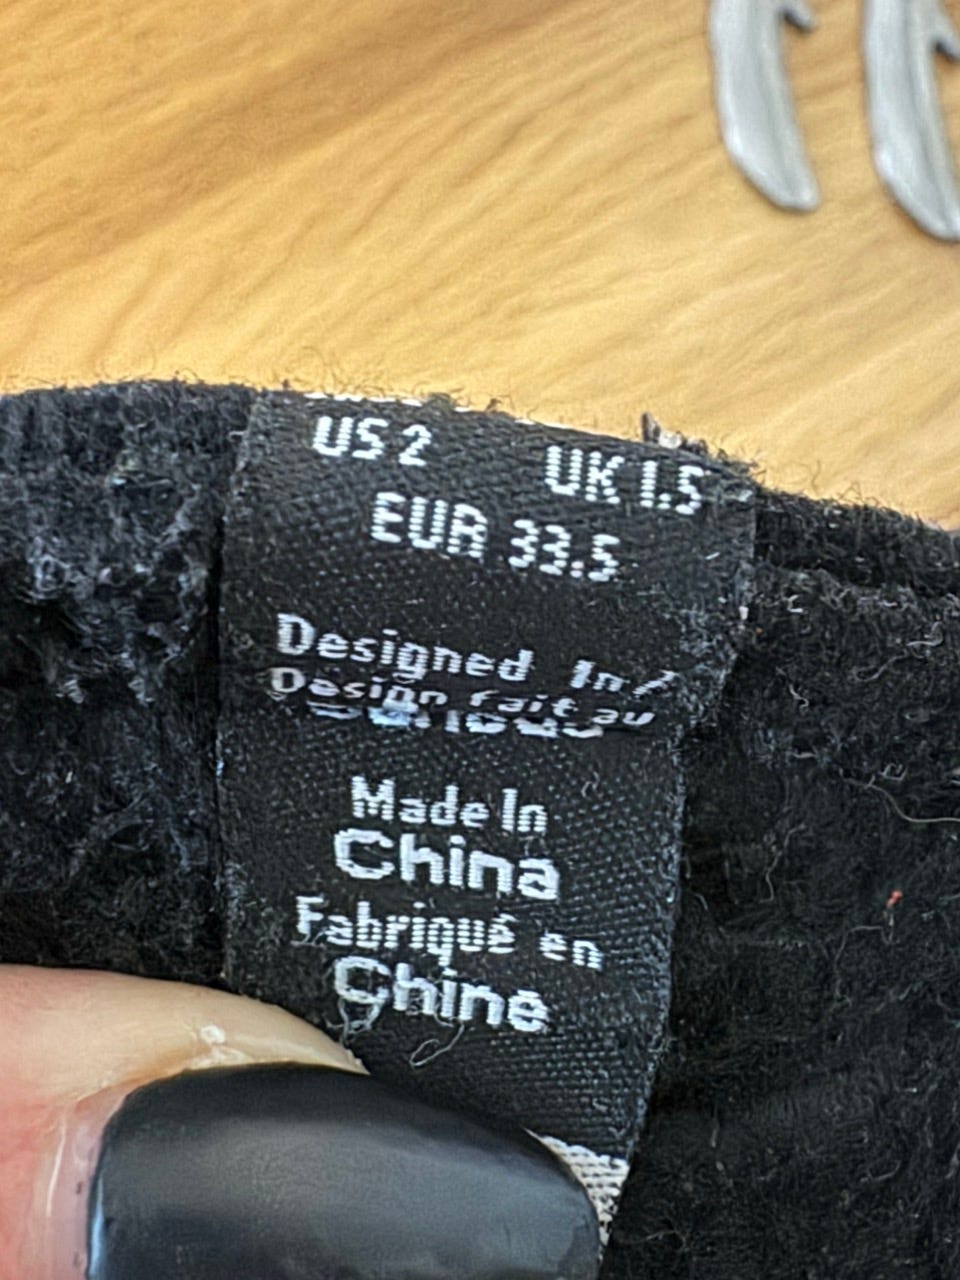 US 2 UK 1.5
EUR 33.5
Designed In
Design Fait au
Made In
China
Fabriqué en
Chine